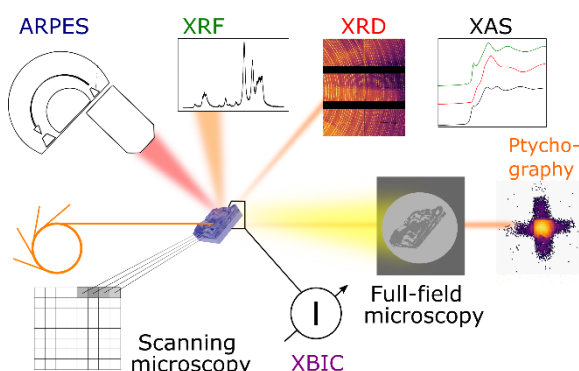 ARPES
XRF
XRD
XAS
Ptycho-
graphy
I
Full-field
microscopy
Scanning
microscopy
XBIC